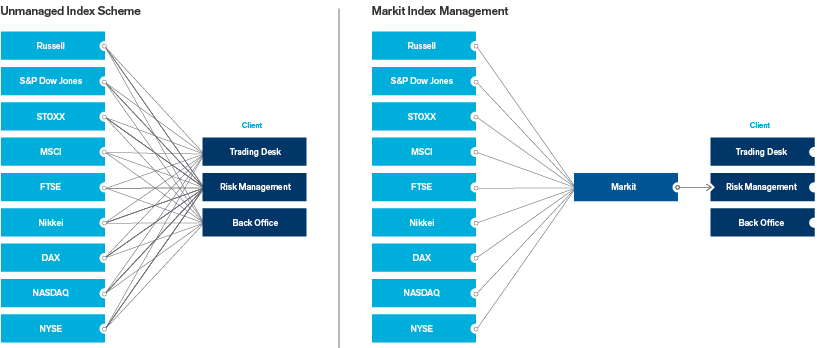 Unmanaged Index Scheme
Russell
S&P Dow Jones
STOXX
MSCI
FTSE
Nikkei
DAX
NASDAQ
NYSE
Client
Trading Desk
Risk Management
Back Office
Markit Index Management
Russell
S&P Dow Jones
STOXX
MSCI
FTSE
Nikkei
DAX
NASDAQ
NYSE
Markit
Client
Trading Desk
Risk Management
Back Office